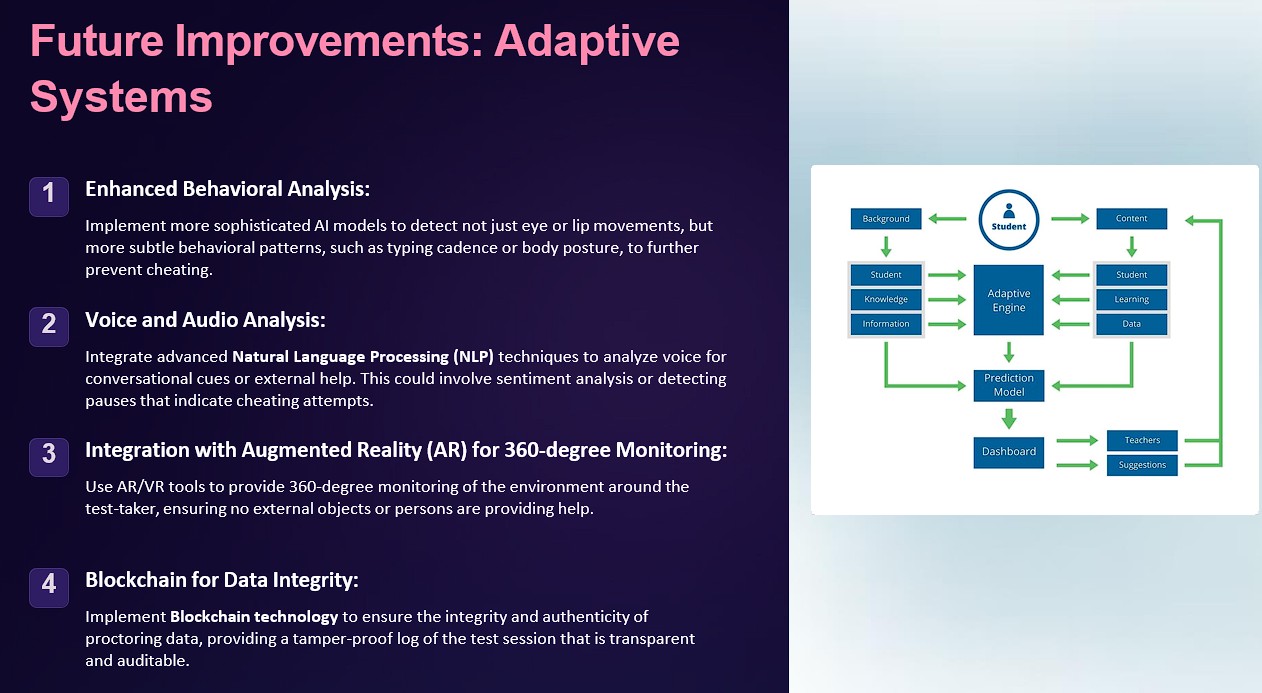 Future Improvements: Adaptive
Systems
1
Enhanced Behavioral Analysis:
Implement more sophisticated AI models to detect not just eye or lip movements, but
more subtle behavioral patterns, such as typing cadence or body posture, to further
prevent cheating.
2
Voice and Audio Analysis:
Integrate advanced Natural Language Processing (NLP) techniques to analyze voice for
conversational cues or external help. This could involve sentiment analysis or detecting
pauses that indicate cheating attempts.
3
Integration with Augmented Reality (AR) for 360-degree Monitoring:
Use AR/VR tools to provide 360-degree monitoring of the environment around the
test-taker, ensuring no external objects or persons are providing help.
4
Blockchain for Data Integrity:
Implement Blockchain technology to ensure the integrity and authenticity of
proctoring data, providing a tamper-proof log of the test session that is transparent
and auditable.
Background
Student
Content
Student
Knowledge
Information
Adaptive
Engine
Student
Learning
Data
Prediction
Model
Dashboard
Teachers
Suggestions